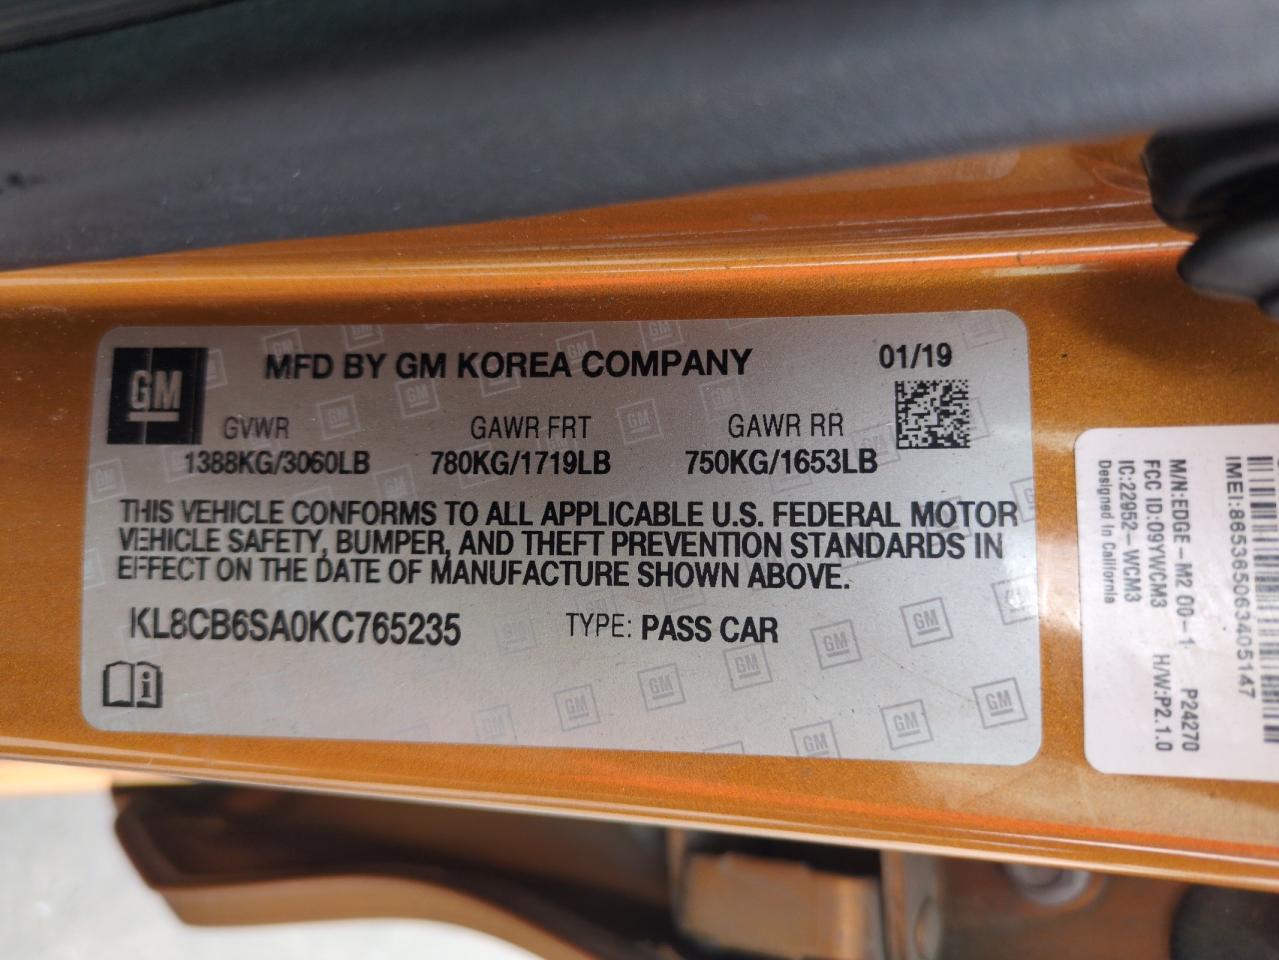 GM
MFD BY GM KOREA COMPANY
01/19
GVWR
GAWR FRT
GAWR RR
1388KG/3060LB
780KG/1719LB
750KG/1653LB
THIS VEHICLE CONFORMS TO ALL APPLICABLE U.S. FEDERAL MOTOR
VEHICLE SAFETY, BUMPER, AND THEFT PREVENTION STANDARDS IN
EFFECT ON THE DATE OF MANUFACTURE SHOWN ABOVE.
KL8CB6SA0KC765235
TYPE: PASS CAR
IMEI:865365063405147
M/N:EDGE-M2.00-1 P24270
FCC ID:O9YWCM3 H/W:P2.1.0
IC:22952-WCM3
Designed in California